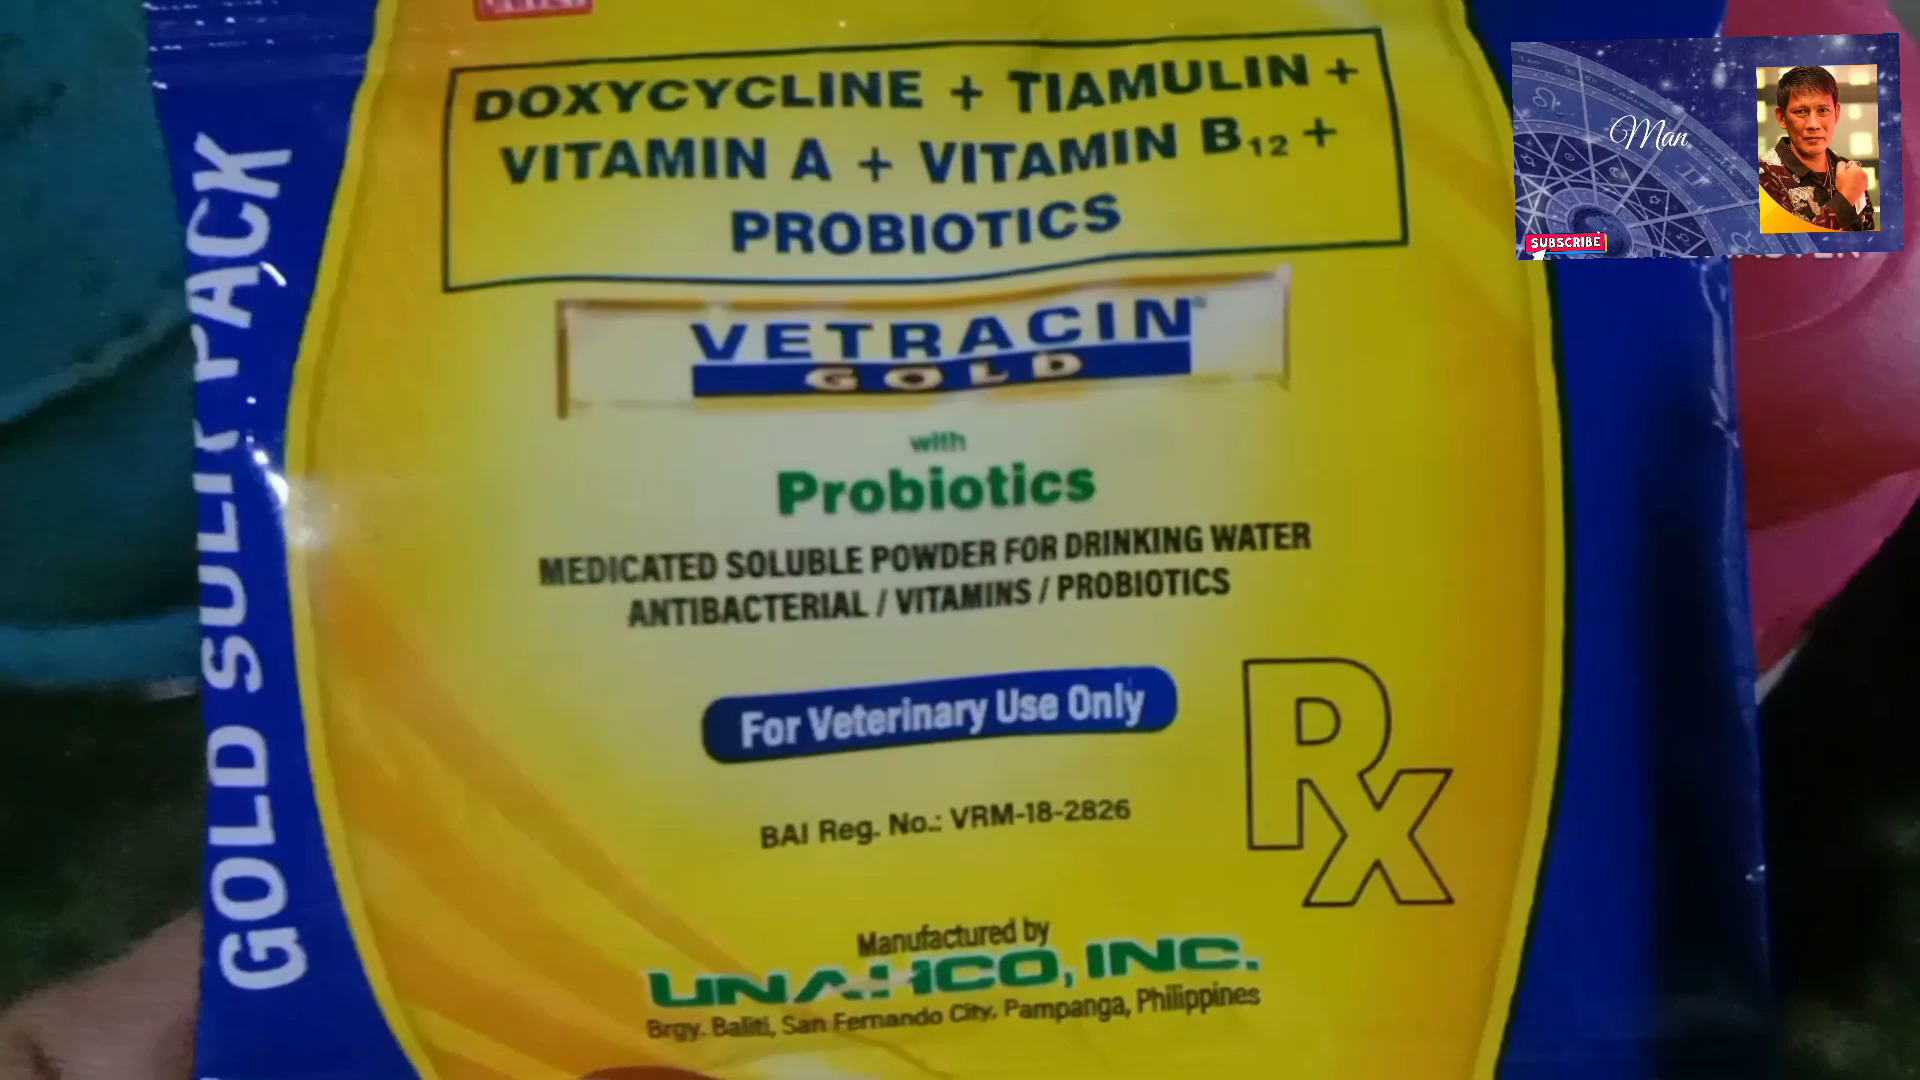 DOXYCYCLINE + TIAMULIN +
VITAMIN A + VITAMIN B12 +
PROBIOTICS
VETRACIN®
GOLD
with
Probiotics
MEDICATED SOLUBLE POWDER FOR DRINKING WATER
ANTIBACTERIAL / VITAMINS / PROBIOTICS
For Veterinary Use Only
Rx
BAI Reg. No.: VRM-18-2826
Manufactured by
UNAHCO, INC.
Brgy. Baliti, San Fernando City, Pampanga, Philippines
GOLD SULIT PACK
Man
SUBSCRIBE